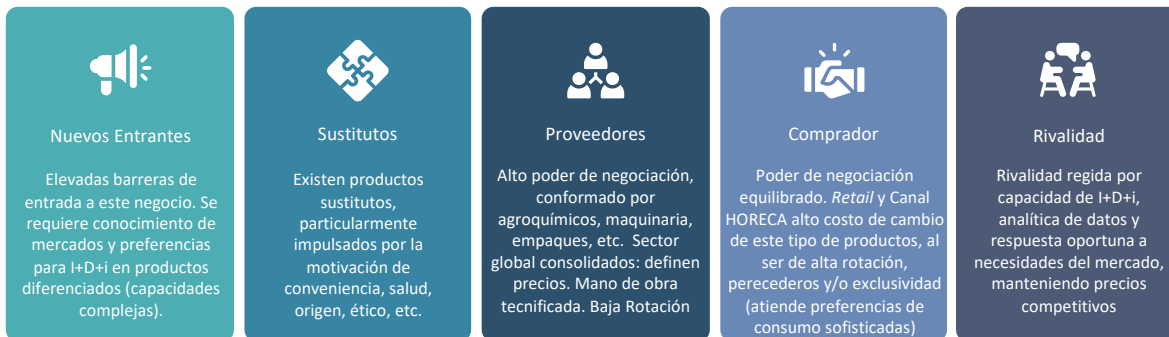 Nuevos Entrantes
Elevadas barreras de
entrada a este negocio. Se
requiere conocimiento de
mercados y preferencias
para I+D+i en productos
diferenciados (capacidades
complejas).
Sustitutos
Existen productos
sustitutos,
particularmente
impulsados por la
motivación de
conveniencia, salud,
origen, ético, etc.
Proveedores
Alto poder de negociación,
conformado por
agroquímicos, maquinaria,
empaques, etc. Sector
global consolidados: definen
precios. Mano de obra
tecnificada. Baja Rotación
Comprador
Poder de negociación
equilibrado. Retail y Canal
HORECA alto costo de cambio
de este tipo de productos, al
ser de alta rotación,
perecederos y/o exclusividad
(atiende preferencias de
consumo sofisticadas)
Rivalidad
Rivalidad regida por
capacidad de I+D+i,
analítica de datos y
respuesta oportuna a
necesidades del mercado,
manteniendo precios
competitivos